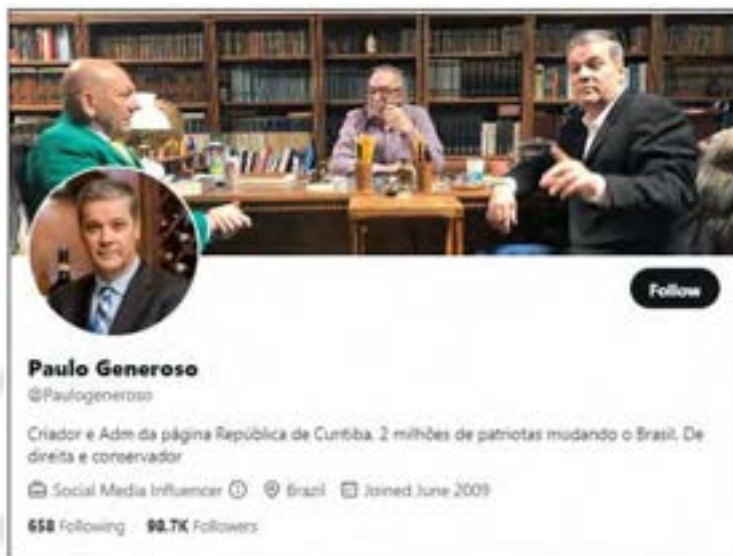 Follow
Paulo Generoso
@Paulogeneroso
Criador e Adm da página República de Curitiba. 2 milhões de patriotas mudando o Brasil. De
direita e conservador
Social Media Influencer Brazil Joined June 2009
658 Following 98.7K Followers